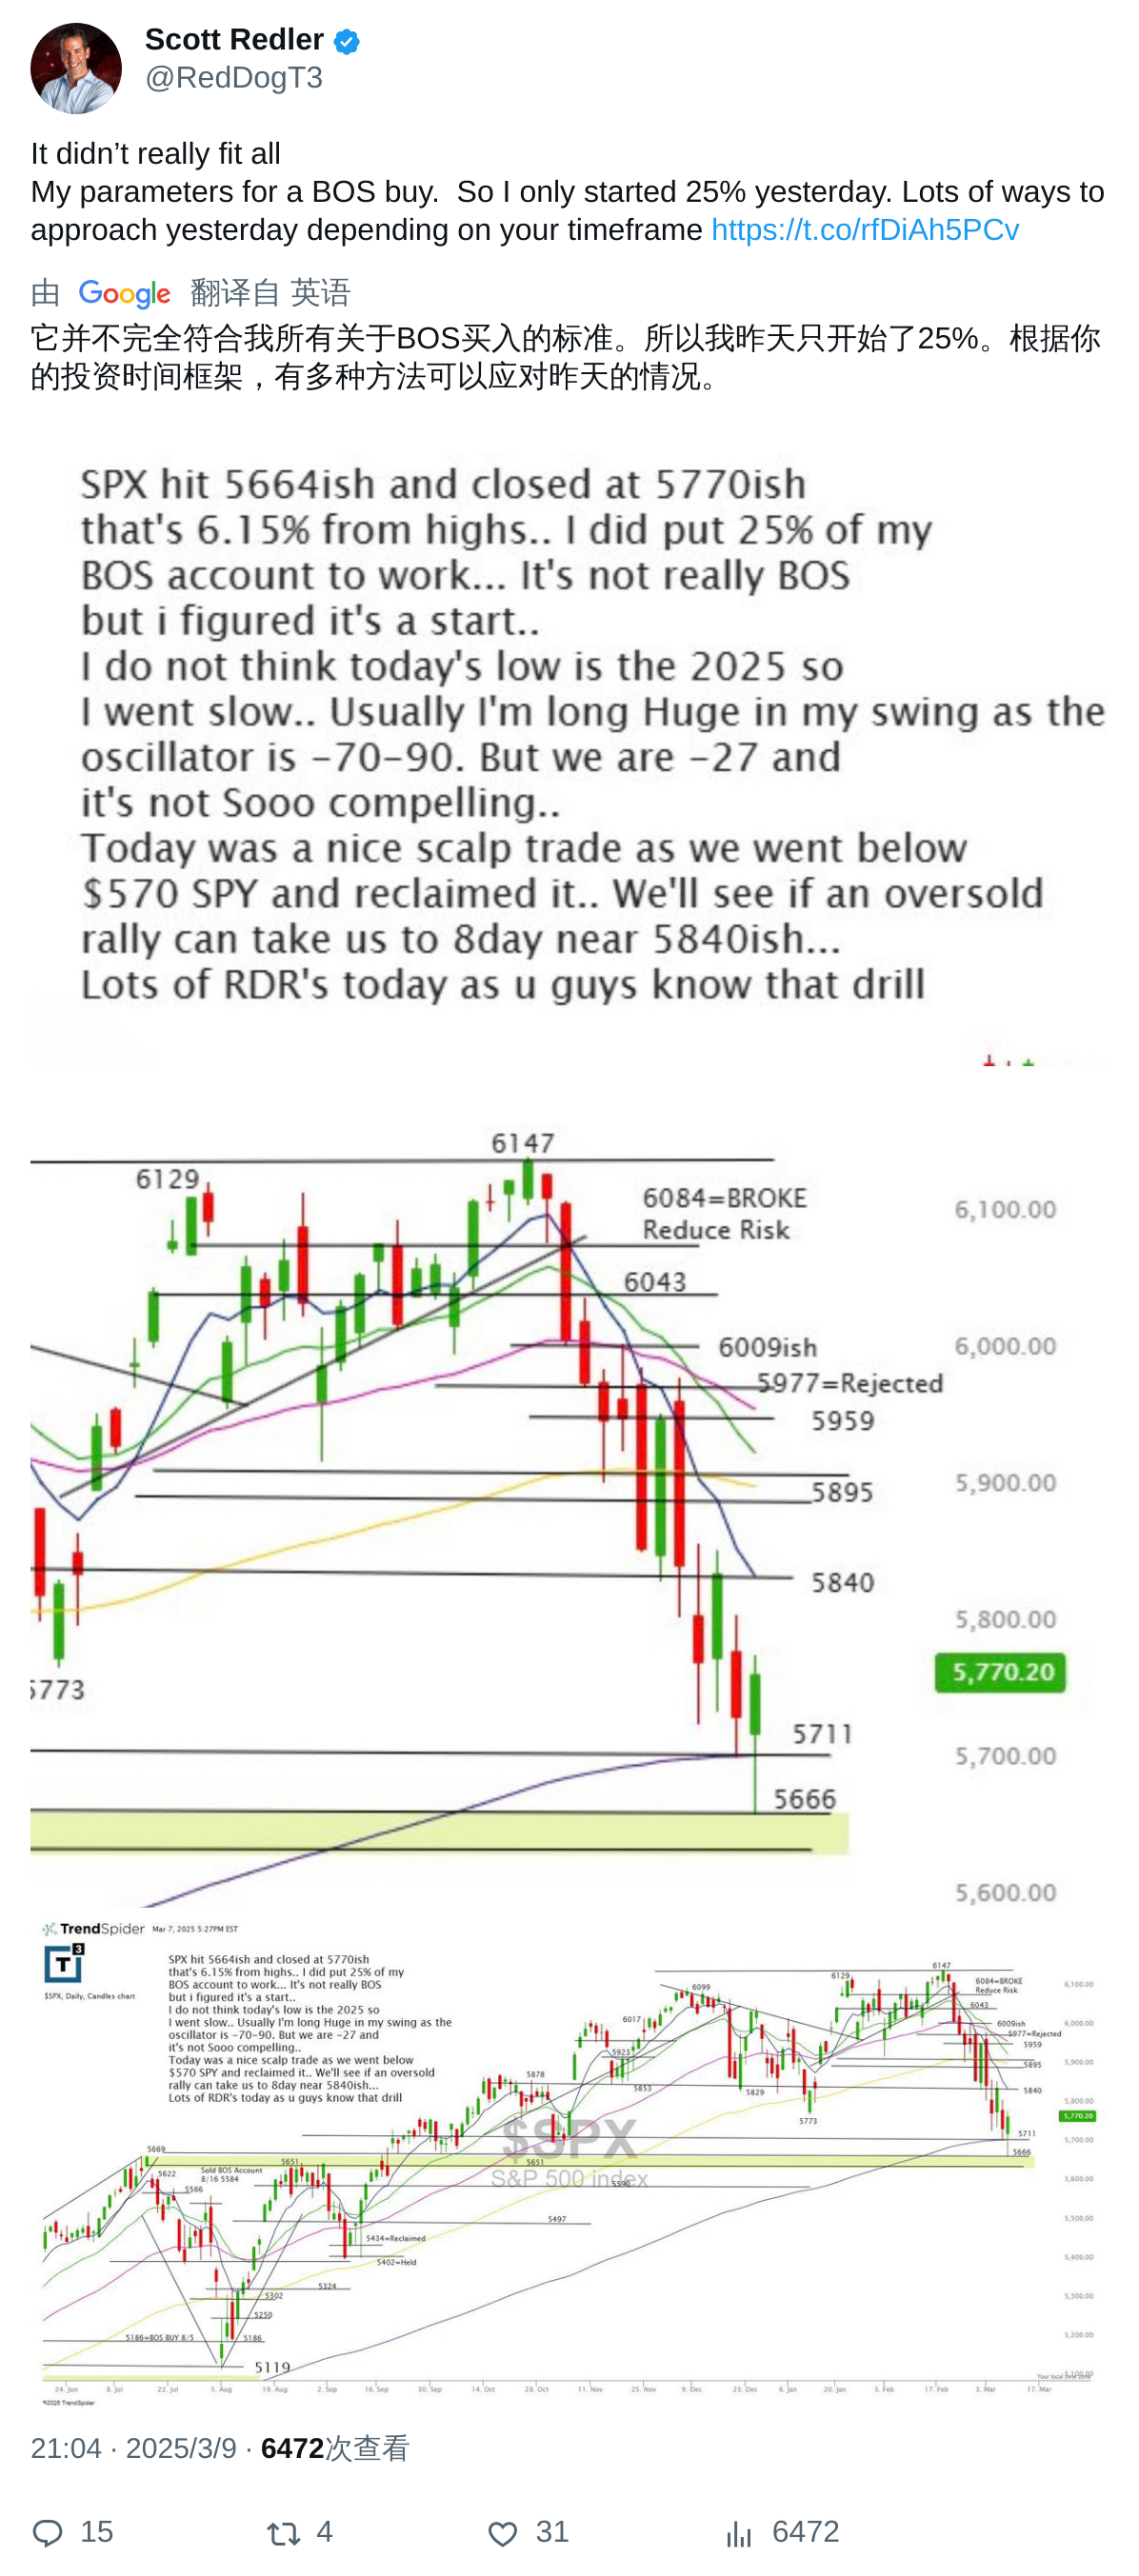 Scott Redler
@RedDogT3
It didn’t really fit all
My parameters for a BOS buy.  So I only started 25% yesterday. Lots of ways to
approach yesterday depending on your timeframe https://t.co/rfDiAh5PCv
由 Google 翻译自 英语
它并不完全符合我所有关于BOS买入的标准。所以我昨天只开始了25%。根据你
的投资时间框架，有多种方法可以应对昨天的情况。
SPX hit 5664ish and closed at 5770ish
that's 6.15% from highs.. I did put 25% of my
BOS account to work... It's not really BOS
but i figured it's a start..
I do not think today's low is the 2025 so
I went slow.. Usually I'm long Huge in my swing as the
oscillator is -70-90. But we are -27 and
it's not Sooo compelling..
Today was a nice scalp trade as we went below
$570 SPY and reclaimed it.. We'll see if an oversold
rally can take us to 8day near 5840ish...
Lots of RDR's today as u guys know that drill
6147
6129
6084=BROKE
Reduce Risk
6,100.00
6043
6009ish
6,000.00
5977=Rejected
5959
5,900.00
5895
5840
5,800.00
5,770.20
5773
5711
5,700.00
5666
5,600.00
TrendSpider Mar 7, 2025 5:27PM EST
T3
$SPX, Daily, Candles chart
SPX hit 5664ish and closed at 5770ish
that's 6.15% from highs.. I did put 25% of my
BOS account to work... It's not really BOS
but i figured it's a start..
I do not think today's low is the 2025 so
I went slow.. Usually I'm long Huge in my swing as the
oscillator is -70-90. But we are -27 and
it's not Sooo compelling..
Today was a nice scalp trade as we went below
$570 SPY and reclaimed it.. We'll see if an oversold
rally can take us to 8day near 5840ish...
Lots of RDR's today as u guys know that drill
6147
6129
6099
6084=BROKE
Reduce Risk
6,100.00
6043
6017
6009ish
6,000.00
5977=Rejected
5959
5923
5,900.00
5895
5878
5853
5829
5840
5,800.00
5,770.20
5773
5711
5,700.00
5669
5666
$SPX
S&P 500 Index
5651
5651
5622
Sold BOS Account
8/16 5584
5566
5590
5,600.00
5497
5,500.00
5434=Reclaimed
5402=Held
5,400.00
5324
5302
5,300.00
5250
5186=BOS BUY 8/5
5186
5,200.00
5119
5,100.00
Your local time zone
24. Jun
8. Jul
22. Jul
5. Aug
19. Aug
2. Sep
16. Sep
30. Sep
14. Oct
28. Oct
11. Nov
25. Nov
9. Dec
23. Dec
6. Jan
20. Jan
3. Feb
17. Feb
3. Mar
17. Mar
©2025 TrendSpider
21:04 · 2025/3/9 · 6472次查看
15
4
31
6472